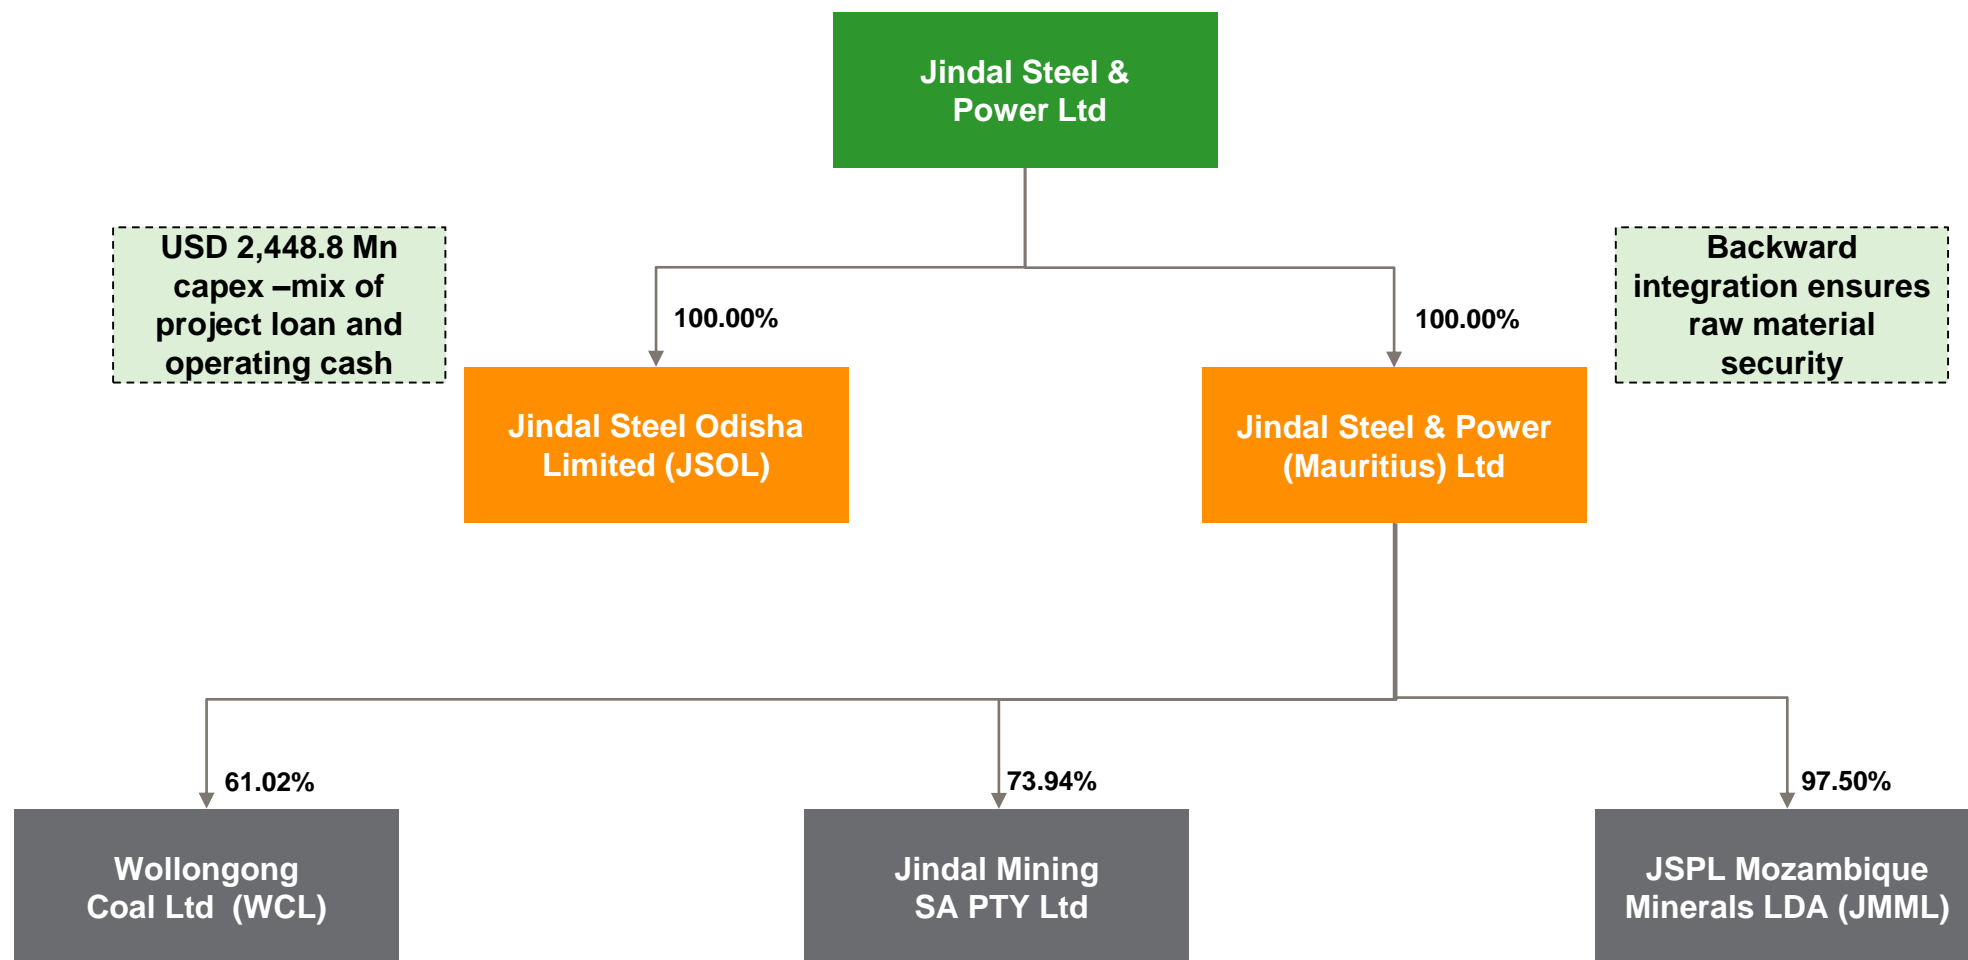 Jindal Steel &
Power Ltd
USD 2,448.8 Mn
capex –mix of
project loan and
operating cash
Backward
integration ensures
raw material
security
100.00%
100.00%
Jindal Steel Odisha
Limited (JSOL)
Jindal Steel & Power
(Mauritius) Ltd
61.02%
73.94%
97.50%
Wollongong
Coal Ltd (WCL)
Jindal Mining
SA PTY Ltd
JSPL Mozambique
Minerals LDA (JMML)